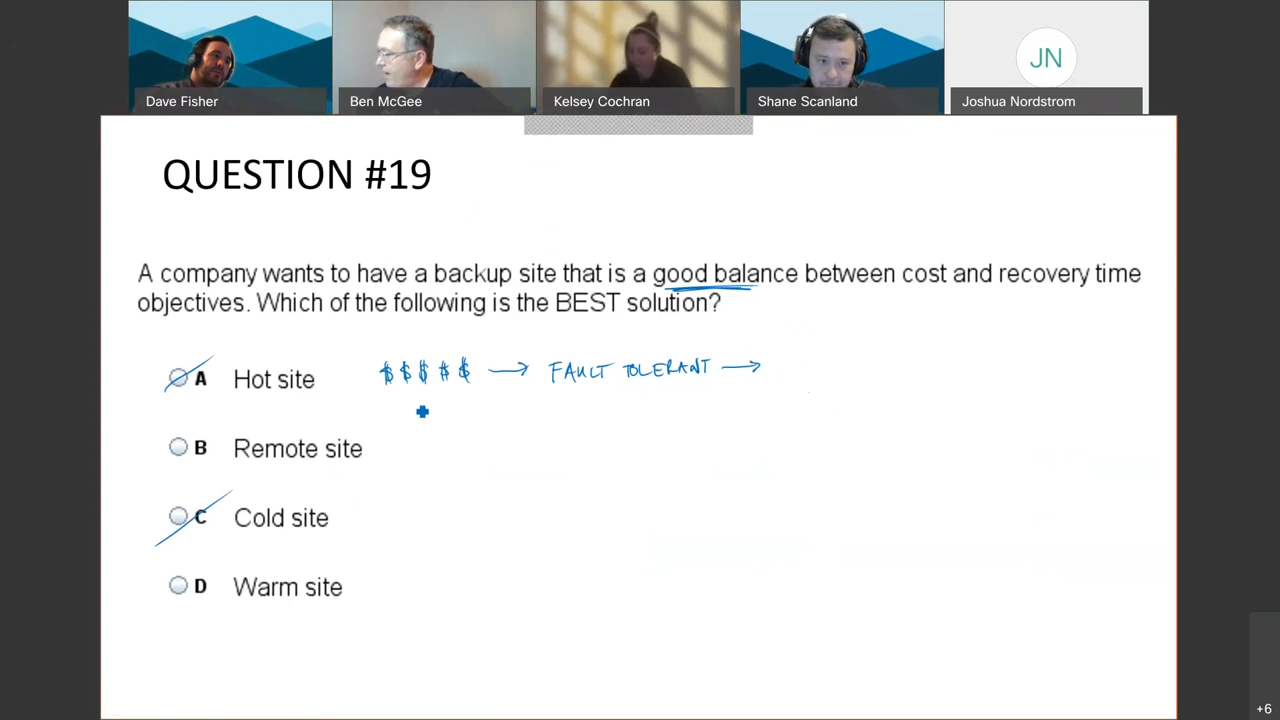 Dave Fisher
Ben McGee
Kelsey Cochran
Shane Scanland
JN
Joshua Nordstrom
QUESTION #19
A company wants to have a backup site that is a good balance between cost and recovery time
objectives. Which of the following is the BEST solution?
A Hot site $ $ $ $ $ → FAULT TOLERANT →
B Remote site
C Cold site
D Warm site
+6